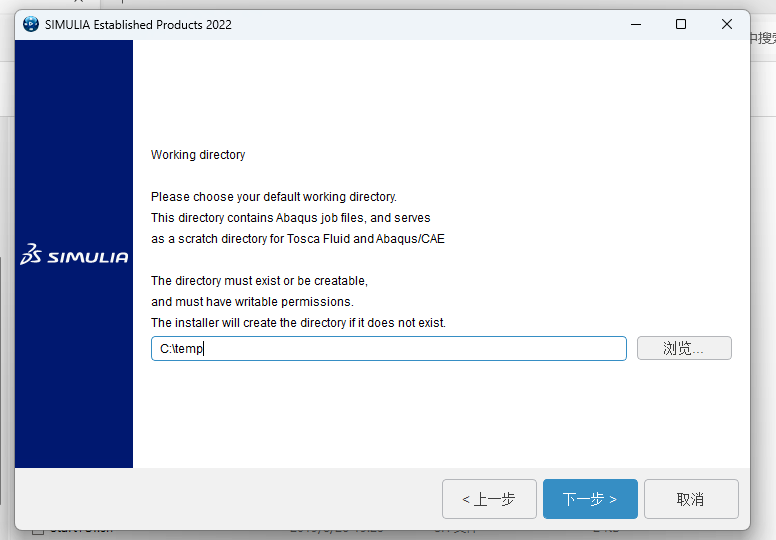 SIMULIA Established Products 2022
中搜索
Working directory
Please choose your default working directory.
This directory contains Abaqus job files, and serves
as a scratch directory for Tosca Fluid and Abaqus/CAE
SIMULIA
The directory must exist or be creatable,
and must have writable permissions.
The installer will create the directory if it does not exist.
C:\temp
浏览...
< 上一步
下一步 >
取消